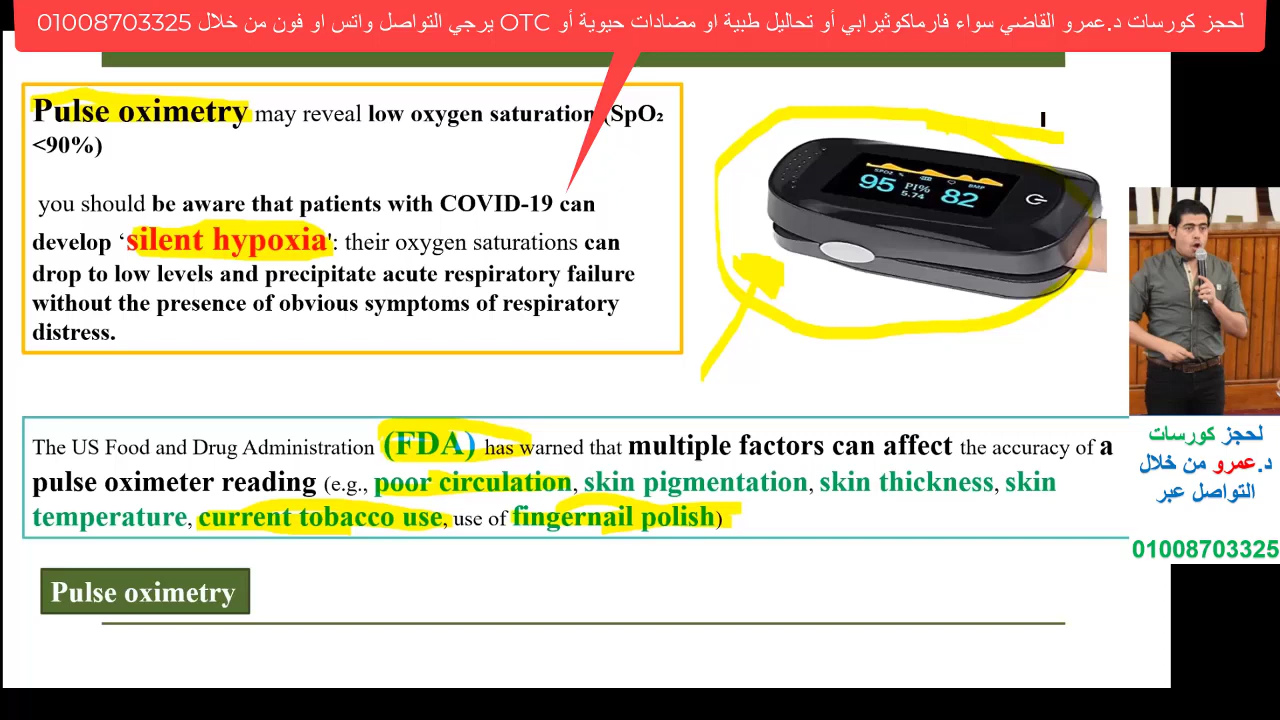 لحجز كورسات د.عمرو القاضي سواء فارماكوثيرابي أو تحاليل طبية او مضادات حيوية أو OTC يرجي التواصل واتس او فون من خلال 01008703325
Pulse oximetry may reveal low oxygen saturation (SpO₂
<90%)
you should be aware that patients with COVID-19 can
develop ‘silent hypoxia': their oxygen saturations can
drop to low levels and precipitate acute respiratory failure
without the presence of obvious symptoms of respiratory
distress.
SPO2 % BMP
95 PI% 82
5.74
The US Food and Drug Administration (FDA) has warned that multiple factors can affect the accuracy of a
pulse oximeter reading (e.g., poor circulation, skin pigmentation, skin thickness, skin
temperature, current tobacco use, use of fingernail polish)
لحجز كورسات
د.عمرو من خلال
التواصل عبر
01008703325
Pulse oximetry